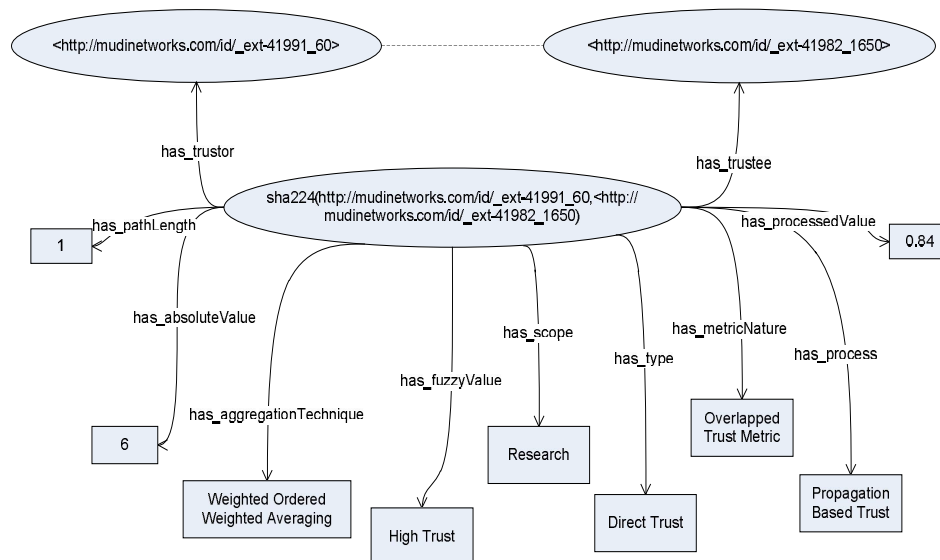 <http://mudinetworks.com/id/_ext-41991_60>
<http://mudinetworks.com/id/_ext-41982_1650>
has_trustor
has_trustee
sha224(http://mudinetworks.com/id/_ext-41991_60,<http://
mudinetworks.com/id/_ext-41982_1650)
has_pathLength
has_processedValue
1
0.84
has_absoluteValue
has_scope
has_metricNature
has_type
has_process
has_fuzzyValue
has_aggregationTechnique
Overlapped
Trust Metric
6
Research
Weighted Ordered
Weighted Averaging
High Trust
Direct Trust
Propagation
Based Trust